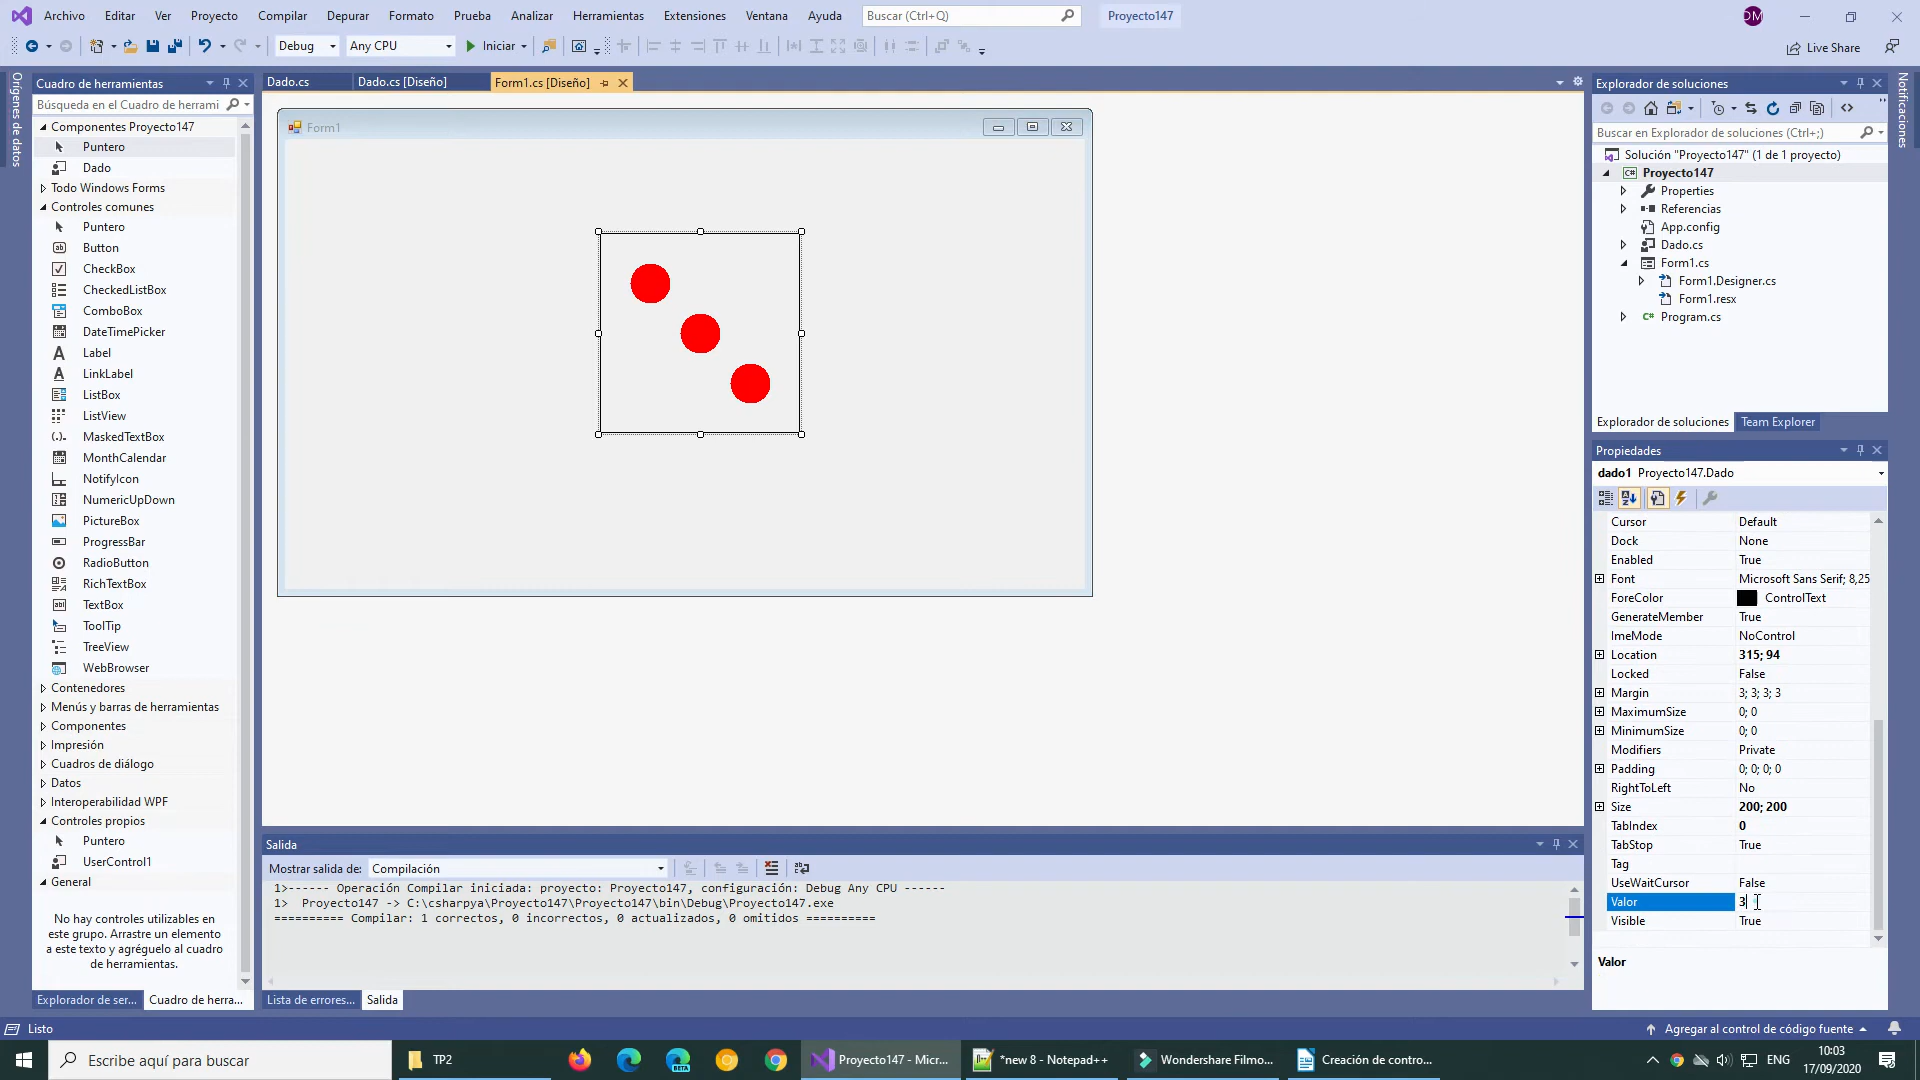 Archivo Editar Ver Proyecto Compilar Depurar Formato Prueba Analizar Herramientas Extensiones Ventana Ayuda Buscar (Ctrl+Q) Proyecto147 DM
Debug Any CPU Iniciar Live Share
Orígenes de datos
Cuadro de herramientas
Búsqueda en el Cuadro de herrami
Componentes Proyecto147
Puntero
Dado
Todo Windows Forms
Controles comunes
Puntero
Button
CheckBox
CheckedListBox
ComboBox
DateTimePicker
Label
LinkLabel
ListBox
ListView
MaskedTextBox
MonthCalendar
NotifyIcon
NumericUpDown
PictureBox
ProgressBar
RadioButton
RichTextBox
TextBox
ToolTip
TreeView
WebBrowser
Contenedores
Menús y barras de herramientas
Componentes
Impresión
Cuadros de diálogo
Datos
Interoperabilidad WPF
Controles propios
Puntero
UserControl1
General
No hay controles utilizables en
este grupo. Arrastre un elemento
a este texto y agréguelo al cuadro
de herramientas.
Explorador de ser... Cuadro de herra...
Dado.cs Dado.cs [Diseño] Form1.cs [Diseño]
Form1
Salida
Mostrar salida de: Compilación
1>------ Operación Compilar iniciada: proyecto: Proyecto147, configuración: Debug Any CPU ------
1> Proyecto147 -> C:\csharpya\Proyecto147\Proyecto147\bin\Debug\Proyecto147.exe
========== Compilar: 1 correctos, 0 incorrectos, 0 actualizados, 0 omitidos ==========
Lista de errores... Salida
Explorador de soluciones
Buscar en Explorador de soluciones (Ctrl+;)
Solución "Proyecto147" (1 de 1 proyecto)
C# Proyecto147
Properties
Referencias
App.config
Dado.cs
Form1.cs
Form1.Designer.cs
Form1.resx
C# Program.cs
Explorador de soluciones Team Explorer
Notificaciones
Propiedades
dado1 Proyecto147.Dado
Cursor Default
Dock None
Enabled True
Font Microsoft Sans Serif; 8,25
ForeColor ControlText
GenerateMember True
ImeMode NoControl
Location 315; 94
Locked False
Margin 3; 3; 3; 3
MaximumSize 0; 0
MinimumSize 0; 0
Modifiers Private
Padding 0; 0; 0; 0
RightToLeft No
Size 200; 200
TabIndex 0
TabStop True
Tag
UseWaitCursor False
Valor 3
Visible True
Valor
Listo Agregar al control de código fuente
Escribe aquí para buscar TP2 BETA Proyecto147 - Micr... *new 8 - Notepad++ Wondershare Filmo... Creación de contro... ENG 10:03
17/09/2020